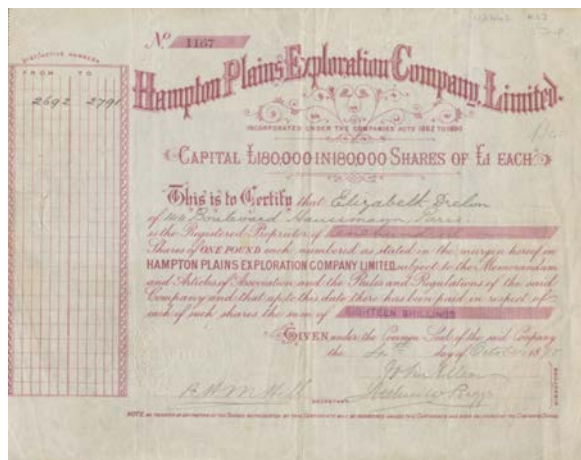 No 1167
DISTINCTIVE NUMBERS
FROM TO
2692 2791
Hampton Plains Exploration Company, Limited.
INCORPORATED UNDER THE COMPANIES ACTS 1862 TO 1890
CAPITAL £180,000 IN 180,000 SHARES OF £1 EACH
This is to Certify that Elizabeth
of Boulevard Haussmann, Paris
is the Registered Proprietor of one hundred
Shares of ONE POUND each numbered as stated in the margin hereof in
HAMPTON PLAINS EXPLORATION COMPANY LIMITED, subject to the Memorandum
and Articles of Association and the Rules and Regulations of the said
Company and that up to this date there has been paid in respect of
each of such shares the sum of EIGHTEEN SHILLINGS
GIVEN under the Common Seal of the said Company
the day of October 18
John
SECRETARY
DIRECTORS